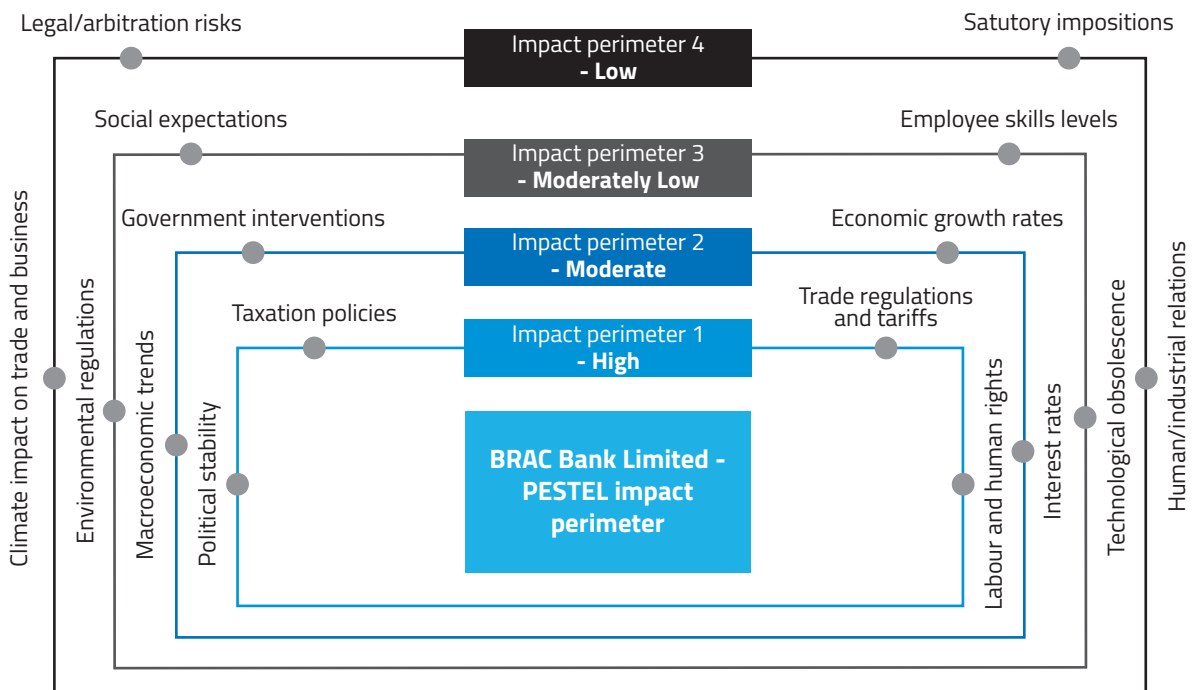 Legal/arbitration risks
Satutory impositions
Impact perimeter 4
- Low
Social expectations
Employee skills levels
Impact perimeter 3
- Moderately Low
Government interventions
Economic growth rates
Impact perimeter 2
- Moderate
Taxation policies
Trade regulations
and tariffs
Impact perimeter 1
- High
BRAC Bank Limited -
PESTEL impact
perimeter
Climate impact on trade and business
Environmental regulations
Macroeconomic trends
Political stability
Labour and human rights
Interest rates
Technological obsolescence
Human/industrial relations